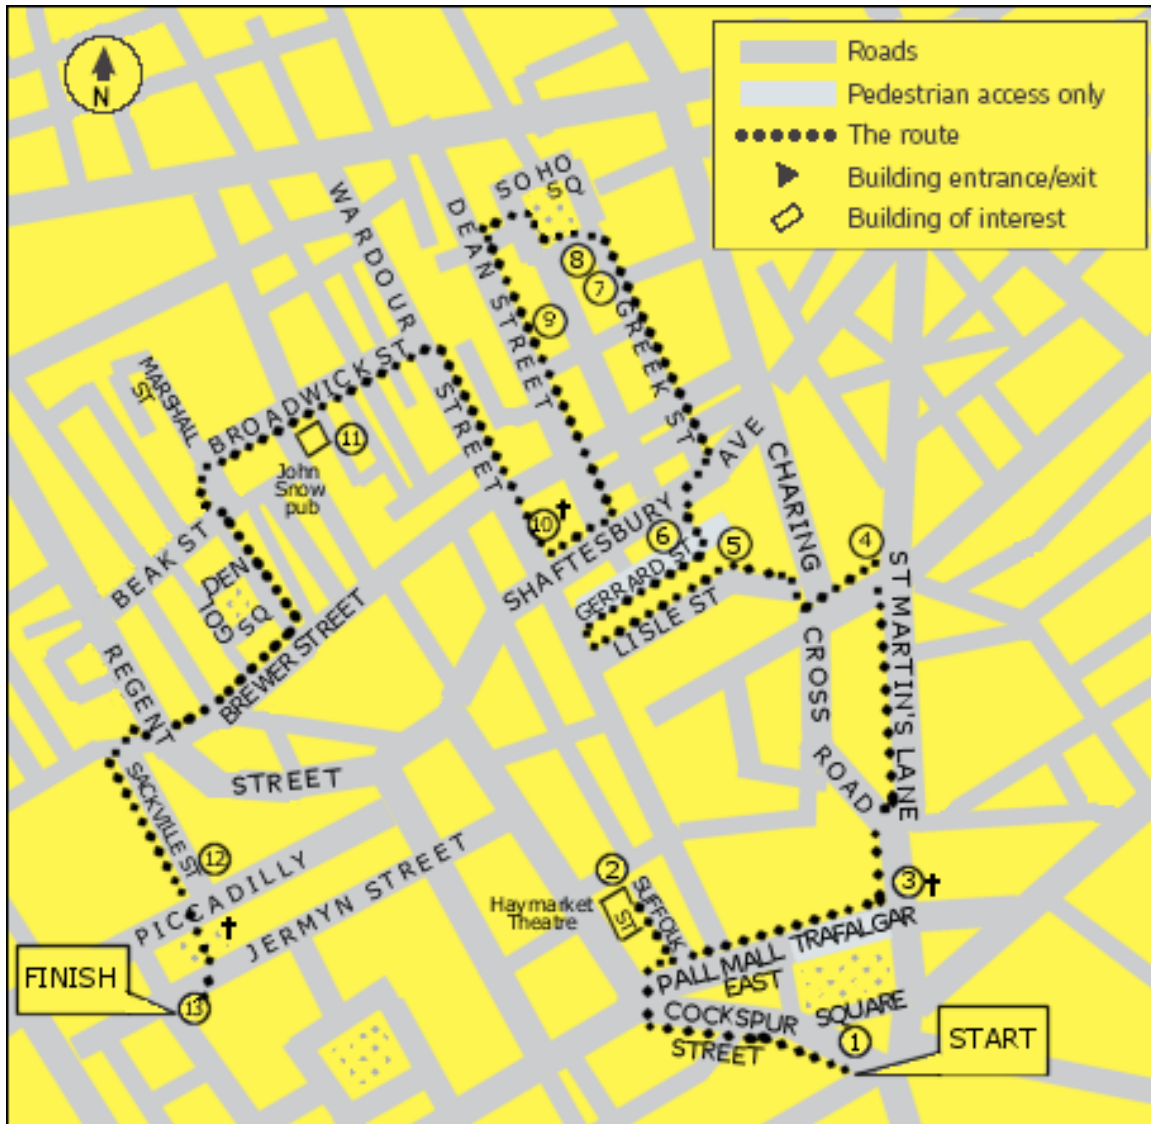 N
Roads
Pedestrian access only
The route
Building entrance/exit
Building of interest
SOHO
SQ
WARDOUR
STREET
DEAN STREET
8
7
9
GREEK ST
MARSHALL
ST
BROADWICK ST
11
John
Snow
pub
AVE
CHARING
CROSS
ROAD
10
SHAFTESBURY
6
5
4
GERRARD ST
LISLE ST
ST MARTIN'S LANE
BEAK ST
GOLDEN
SQ
BREWER STREET
REGENT
STREET
SACKVILLE ST
12
PICCADILLY
JERMYN STREET
2
Haymarket
Theatre
SUFFOLK
ST
3
TRAFALGAR
SQUARE
PALL MALL
EAST
COCKSPUR
STREET
1
START
FINISH
13